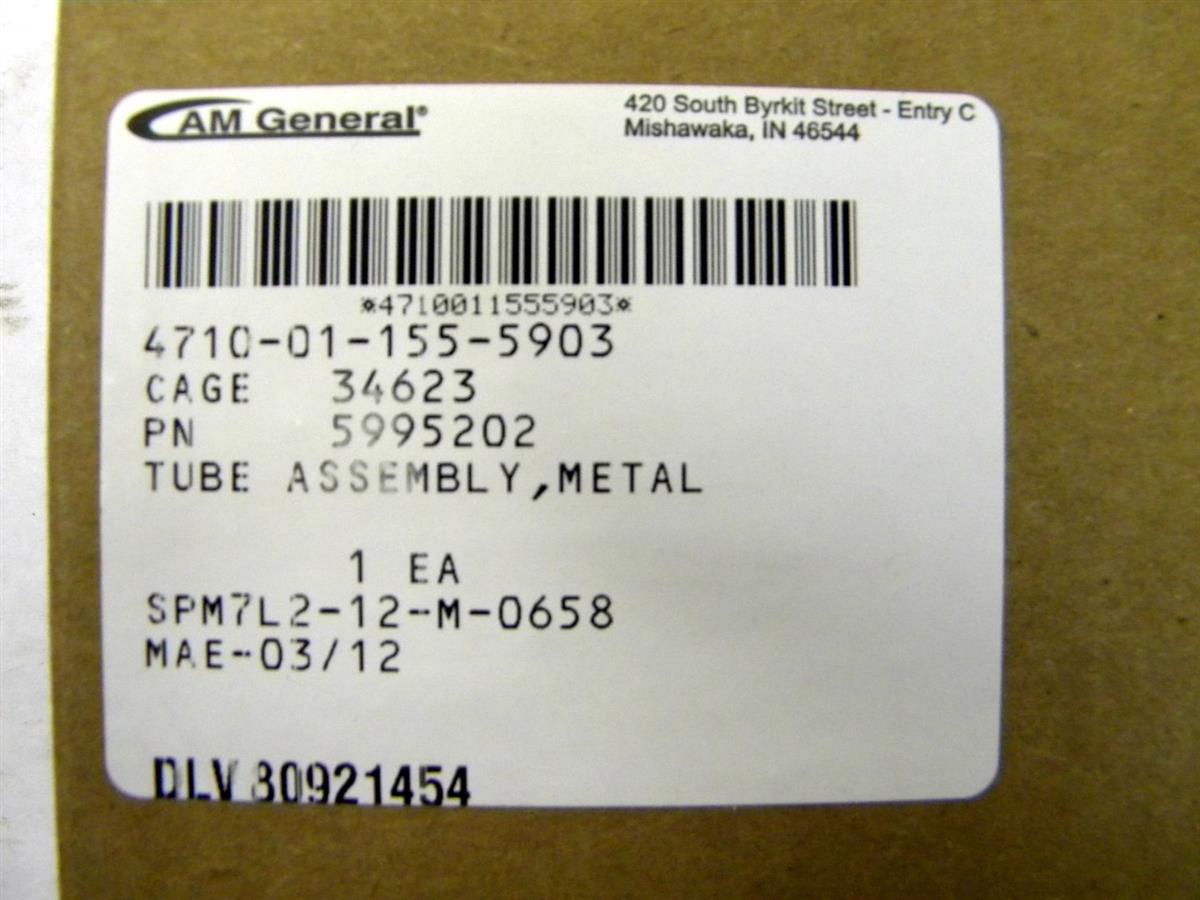 AM General®
420 South Byrkit Street - Entry C
Mishawaka, IN 46544
*4710011555903*
4710-01-155-5903
CAGE 34623
PN 5995202
TUBE ASSEMBLY,METAL
1 EA
SPM7L2-12-M-0658
MAE-03/12
DLV 80921454